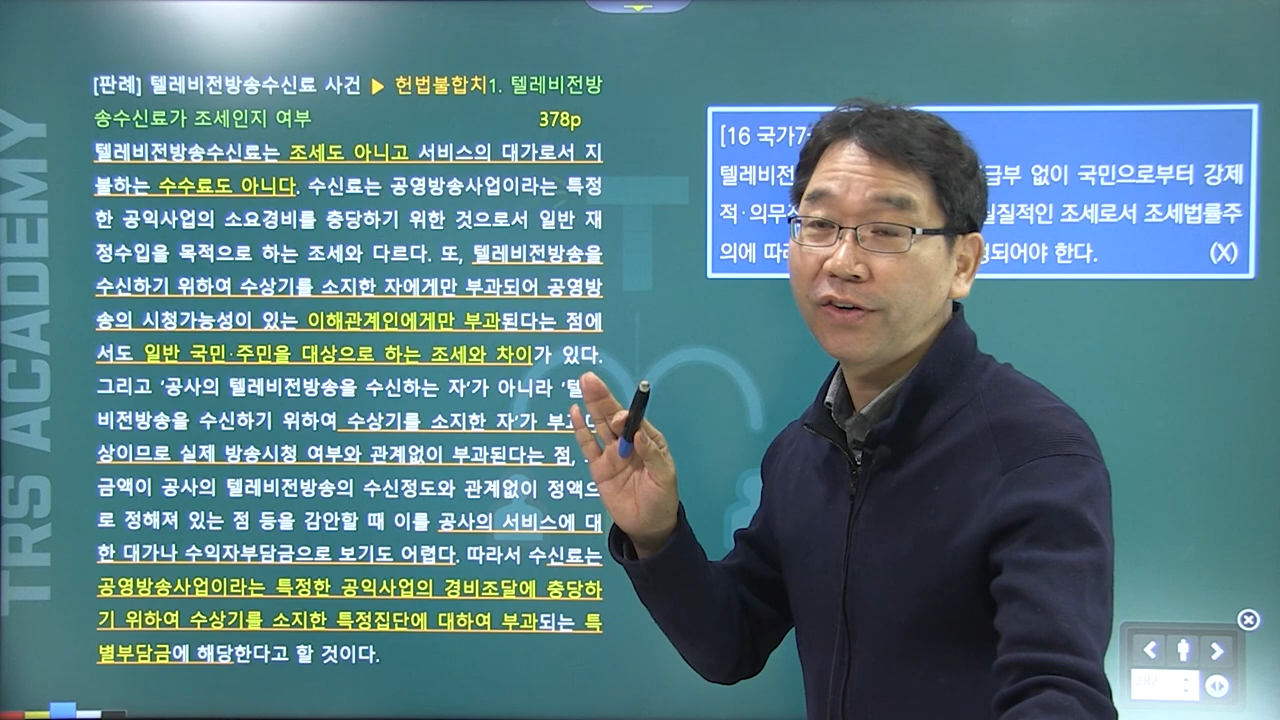 [판례] 텔레비전방송수신료 사건 ▶ 헌법불합치1. 텔레비전방
송수신료가 조세인지 여부 378p
텔레비전방송수신료는 조세도 아니고 서비스의 대가로서 지
불하는 수수료도 아니다. 수신료는 공영방송사업이라는 특정
한 공익사업의 소요경비를 충당하기 위한 것으로서 일반 재
정수입을 목적으로 하는 조세와 다르다. 또, 텔레비전방송을
수신하기 위하여 수상기를 소지한 자에게만 부과되어 공영방
송의 시청가능성이 있는 이해관계인에게만 부과된다는 점에
서도 일반 국민·주민을 대상으로 하는 조세와 차이가 있다.
그리고 '공사의 텔레비전방송을 수신하는 자'가 아니라 '텔
비전방송을 수신하기 위하여 수상기를 소지한 자'가 부과
상이므로 실제 방송시청 여부와 관계없이 부과된다는 점,
금액이 공사의 텔레비전방송의 수신정도와 관계없이 정액으
로 정해져 있는 점 등을 감안할 때 이를 공사의 서비스에 대
한 대가나 수익자부담금으로 보기도 어렵다. 따라서 수신료는
공영방송사업이라는 특정한 공익사업의 경비조달에 충당하
기 위하여 수상기를 소지한 특정집단에 대하여 부과되는 특
별부담금에 해당한다고 할 것이다.
[16 국가7
텔레비전 급부 없이 국민으로부터 강제
적·의무 실질적인 조세로서 조세법률주
의에 따 되어야 한다. (X)
TRS ACADEMY
282